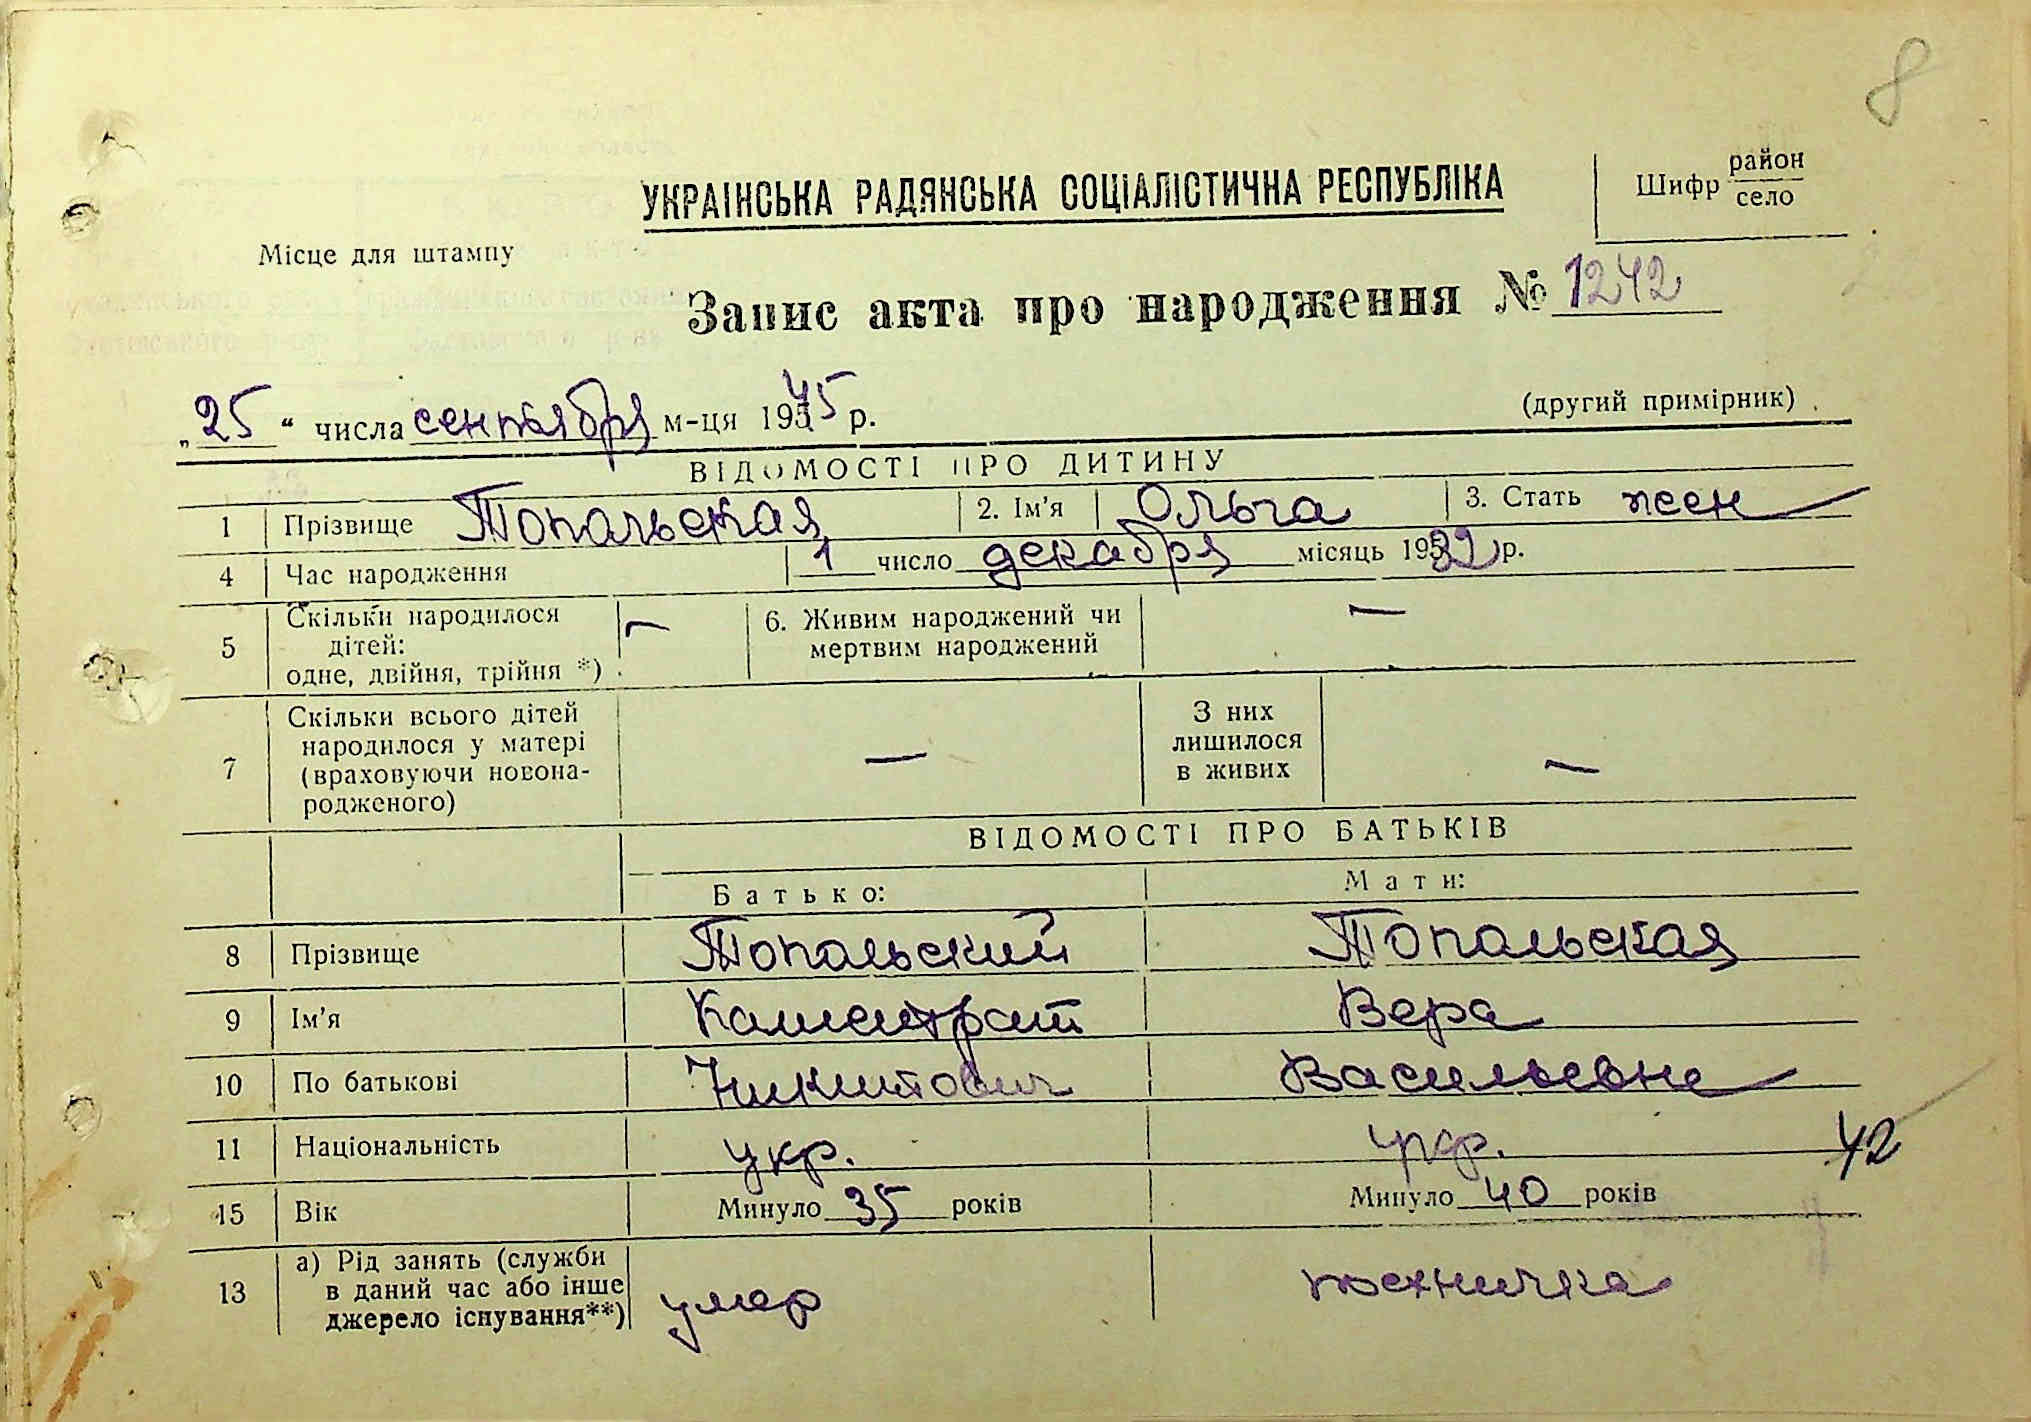 8
УКРАЇНСЬКА РАДЯНСЬКА СОЦІАЛІСТИЧНА РЕСПУБЛІКА
Шифр район
село
Місце для штампу
Запис акта про народження № 1242
„25“ числа сентября м-ця 1945 р.
(другий примірник)
ВІДОМОСТІ ПРО ДИТИНУ
1 Прізвище Топальская 2. Ім'я Ольга 3. Стать жен
4 Час народження 1 число декабря місяць 1932 р.
5 Скільки народилося дітей: одне, двійня, трійня *) — 6. Живим народжений чи мертвим народжений —
7 Скільки всього дітей народилося у матері (враховуючи новонародженого) — З них лишилося в живих —
ВІДОМОСТІ ПРО БАТЬКІВ
Батько: Мати:
8 Прізвище Топальский Топальская
9 Ім'я Вера
10 По батькові Никитович Васильевна
11 Національність укр. укр. 42
15 Вік Минуло 35 років Минуло 40 років
13 а) Рід занять (служби в даний час або інше джерело існування**) умер